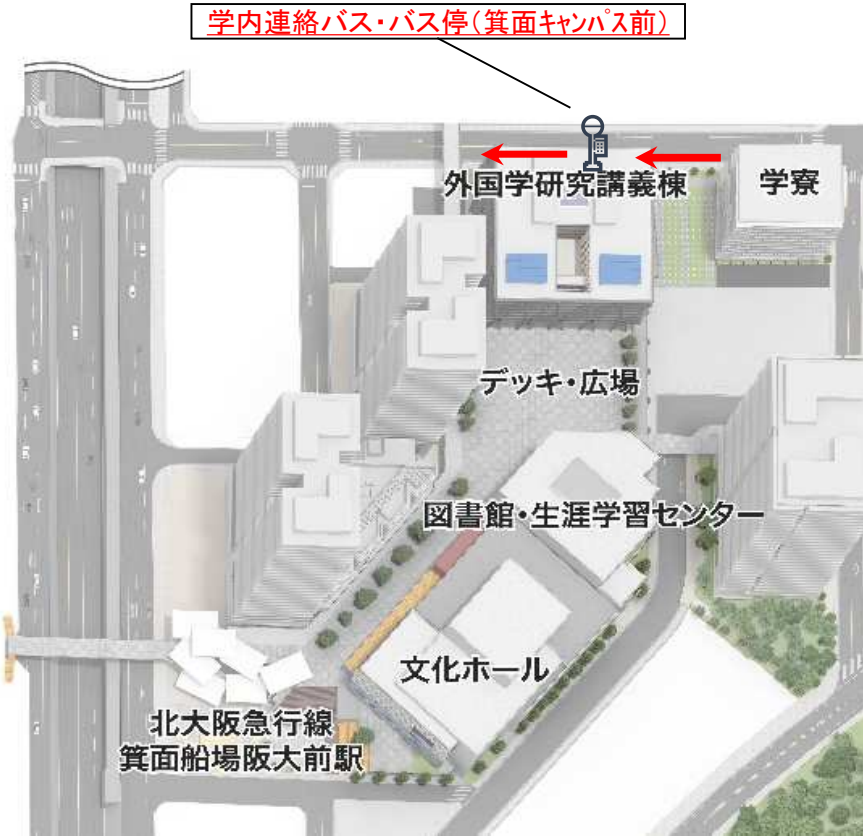 学内連絡バス・バス停(箕面キャンパス前)
外国学研究講義棟
学寮
デッキ・広場
図書館・生涯学習センター
文化ホール
北大阪急行線
箕面船場阪大前駅